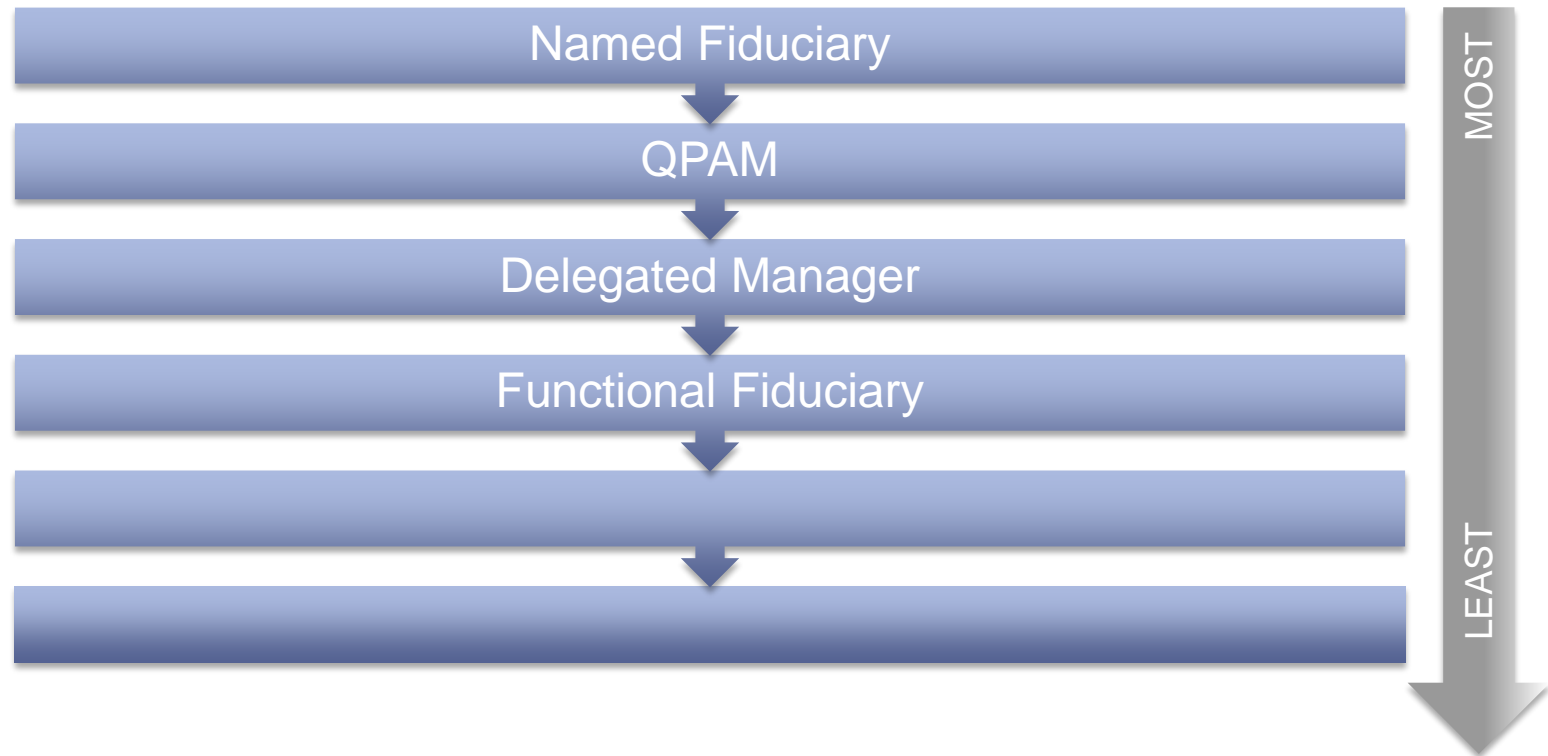 Named Fiduciary
QPAM
Delegated Manager
Functional Fiduciary
MOST
LEAST